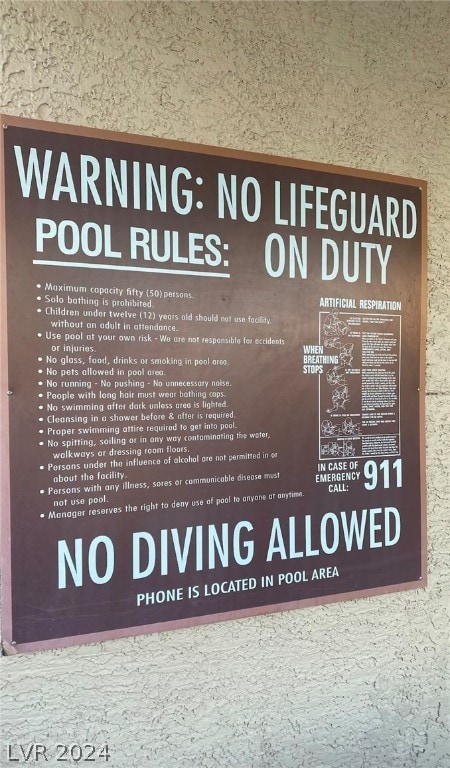 WARNING: NO LIFEGUARD
ON DUTY
POOL RULES:
• Maximum capacity fifty (50) persons.
• Solo bathing is prohibited.
• Children under twelve (12) years old should not use facility,
without an adult in attendance.
• Use pool at your own risk - We are not responsible for accidents
or injuries.
• No glass, food, drinks or smoking in pool area.
• No pets allowed in pool area.
• No running - No pushing - No unnecessary noise.
• People with long hair must wear bathing caps.
• No swimming after dark unless area is lighted.
• Cleansing in a shower before & after is required.
• Proper swimming attire required to get into pool.
• No spitting, soiling or in any way contaminating the water,
walkways or dressing room floors.
• Persons under the influence of alcohol are not permitted in or
about the facility.
• Persons with any illness, sores or communicable disease must
not use pool.
• Manager reserves the right to deny use of pool to anyone at anytime.
ARTIFICIAL RESPIRATION
WHEN
BREATHING
STOPS
IN CASE OF
EMERGENCY
CALL: 911
NO DIVING ALLOWED
PHONE IS LOCATED IN POOL AREA
LVR 2024